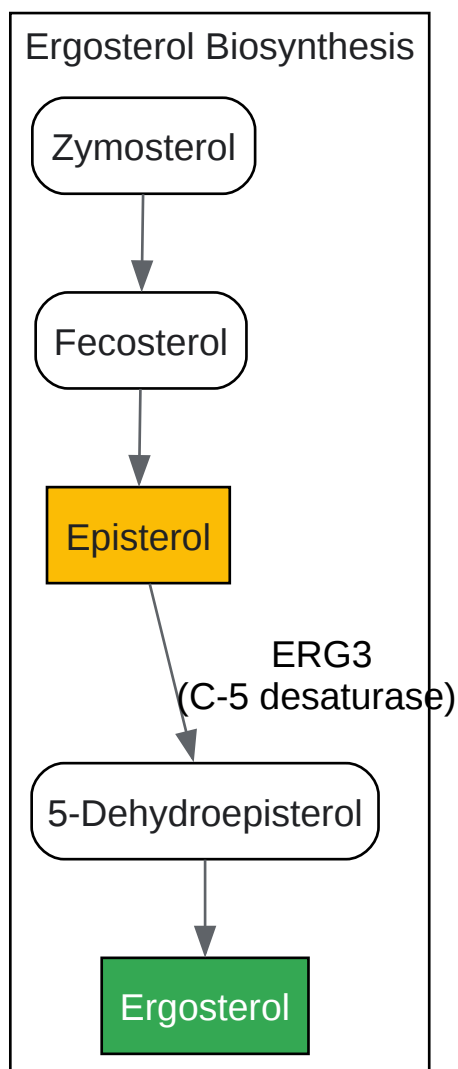 Ergosterol Biosynthesis
Zymosterol
Fecosterol
Episterol
ERG3
(C-5 desaturase)
5-Dehydroepisterol
Ergosterol